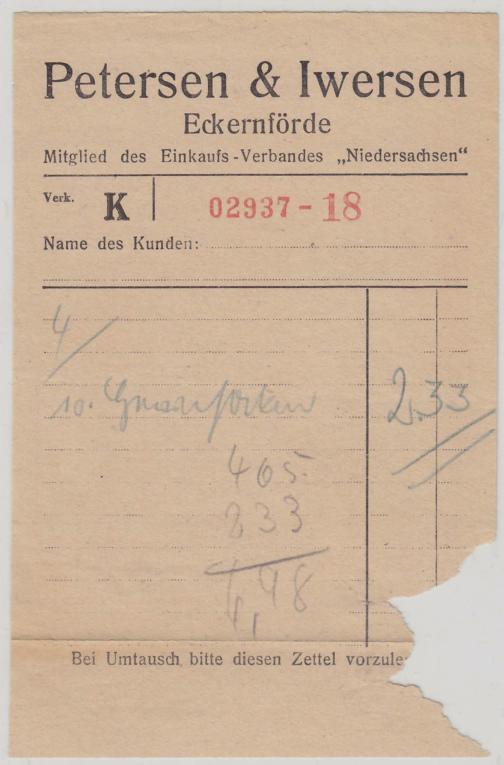 Petersen & Iwersen
Eckernförde
Mitglied des Einkaufs-Verbandes „Niedersachsen“
Verk. K 02937-18
Name des Kunden:
4/
10. 2.33
465
233
Bei Umtausch bitte diesen Zettel vorzule